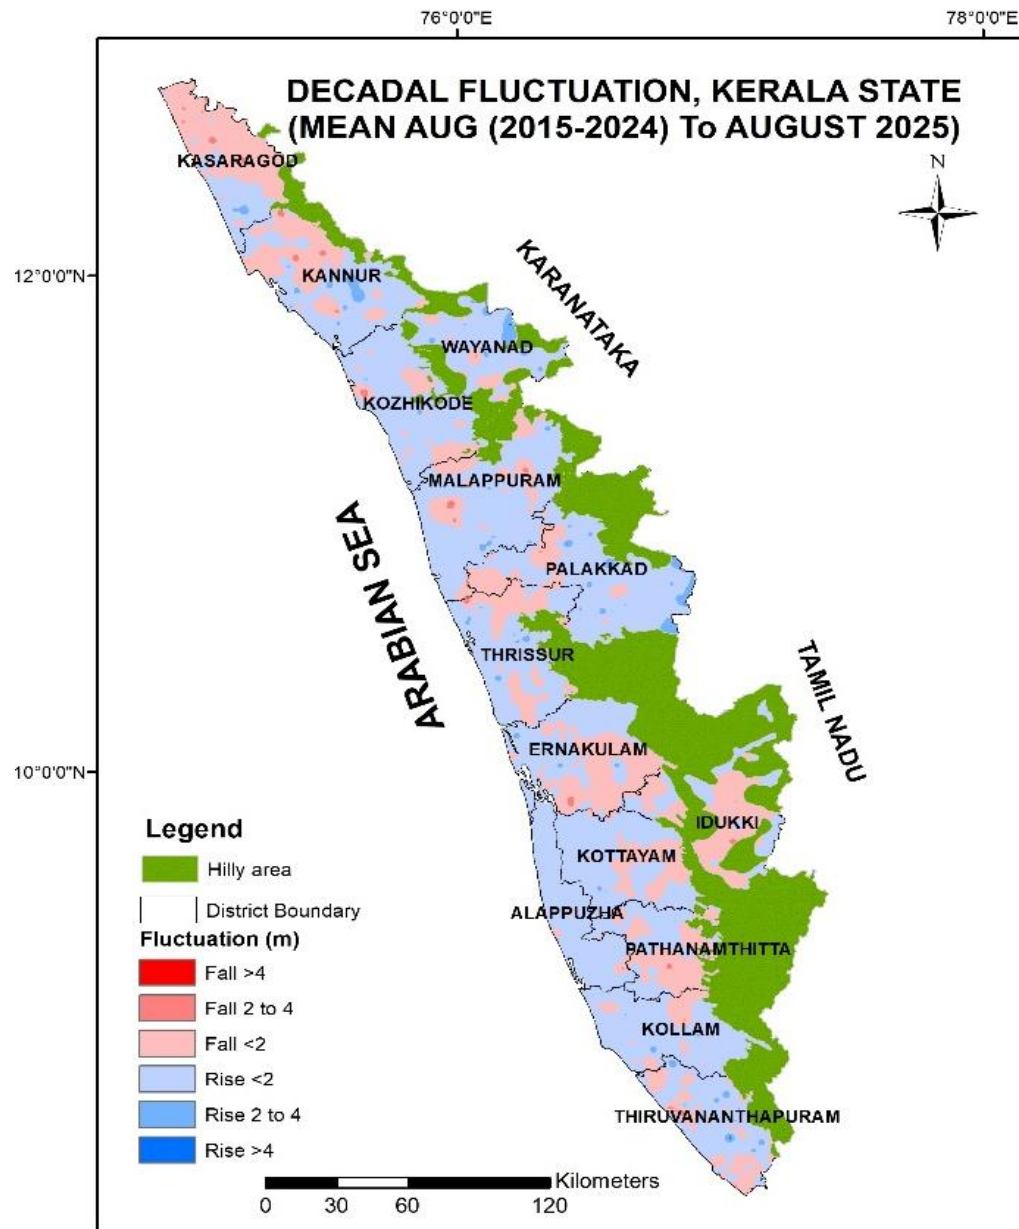 76°0'0"E
78°0'0"E
DECADAL FLUCTUATION, KERALA STATE
(MEAN AUG (2015-2024) To AUGUST 2025)
N
KASARAGOD
12°0'0"N
KANNUR
KARANATAKA
WAYANAD
KOZHIKODE
MALAPPURAM
ARABIAN SEA
PALAKKAD
THRISSUR
TAMIL NADU
ERNAKULAM
10°0'0"N
IDUKKI
KOTTAYAM
ALAPPUZHA
PATHANAMTHITTA
KOLLAM
THIRUVANANTHAPURAM
Legend
Hilly area
District Boundary
Fluctuation (m)
Fall >4
Fall 2 to 4
Fall <2
Rise <2
Rise 2 to 4
Rise >4
Kilometers
0 30 60 120